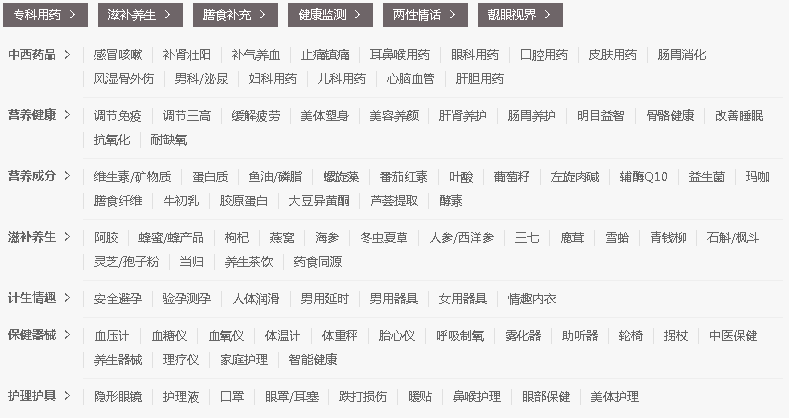 专科用药 > 滋补养生 > 膳食补充 > 健康监测 > 两性情话 > 靓眼视界 >
中西药品 > 感冒咳嗽 补肾壮阳 补气养血 止痛镇痛 耳鼻喉用药 眼科用药 口腔用药 皮肤用药 肠胃消化
风湿骨外伤 男科/泌尿 妇科用药 儿科用药 心脑血管 肝胆用药
营养健康 > 调节免疫 调节三高 缓解疲劳 美体塑身 美容养颜 肝肾养护 肠胃养护 明目益智 骨骼健康 改善睡眠
抗氧化 耐缺氧
营养成分 > 维生素/矿物质 蛋白质 鱼油/磷脂 螺旋藻 番茄红素 叶酸 葡萄籽 左旋肉碱 辅酶Q10 益生菌 玛咖
膳食纤维 牛初乳 胶原蛋白 大豆异黄酮 芦荟提取 酵素
滋补养生 > 阿胶 蜂蜜/蜂产品 枸杞 燕窝 海参 冬虫夏草 人参/西洋参 三七 鹿茸 雪蛤 青钱柳 石斛/枫斗
灵芝/孢子粉 当归 养生茶饮 药食同源
计生情趣 > 安全避孕 验孕测孕 人体润滑 男用延时 男用器具 女用器具 情趣内衣
保健器械 > 血压计 血糖仪 血氧仪 体温计 体重秤 胎心仪 呼吸制氧 雾化器 助听器 轮椅 拐杖 中医保健
养生器械 理疗仪 家庭护理 智能健康
护理护具 > 隐形眼镜 护理液 口罩 眼罩/耳塞 跌打损伤 暖贴 鼻喉护理 眼部保健 美体护理